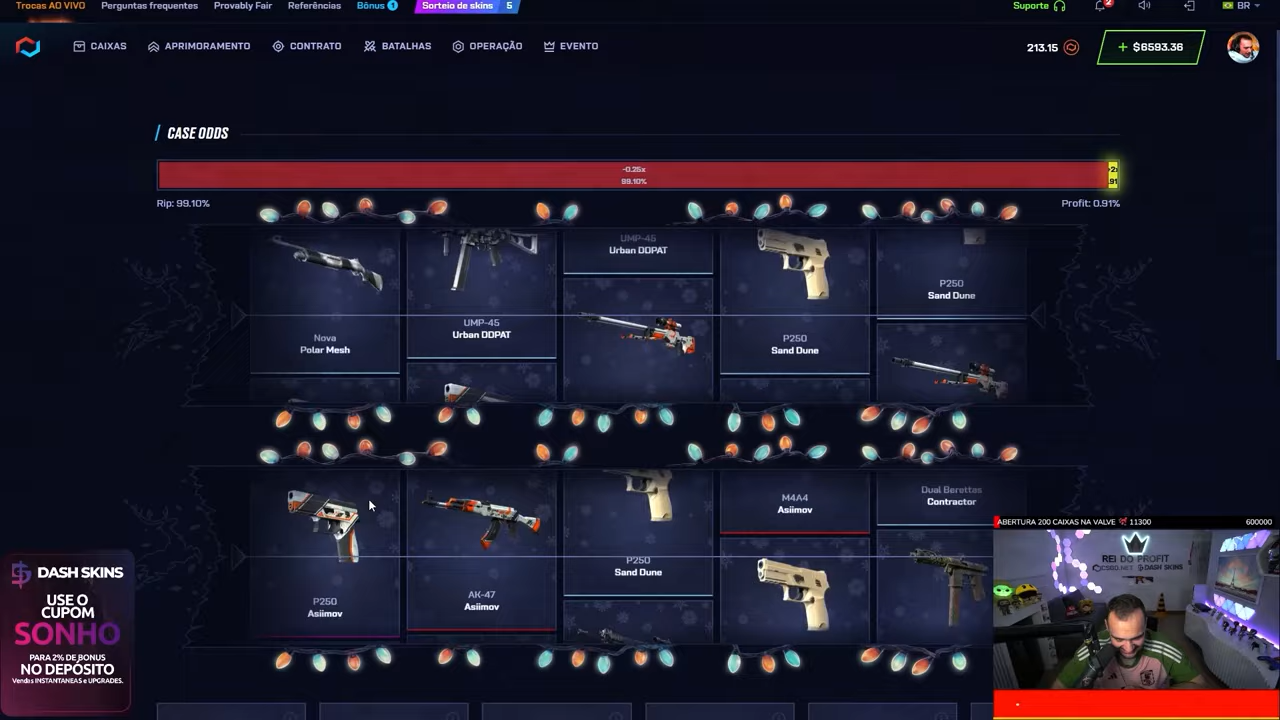 Trocas AO VIVO
Perguntas frequentes
Provably Fair
Referências
Bônus 1
Sorteio de skins 5
Suporte
2
BR
CAIXAS
APRIMORAMENTO
CONTRATO
BATALHAS
OPERAÇÃO
EVENTO
213.15
+ $6593.36
CASE ODDS
-0.25x
99.10%
Rip: 99.10%
Profit: 0.91%
Nova
Polar Mesh
UMP-45
Urban DDPAT
UMP-45
Urban DDPAT
P250
Sand Dune
P250
Sand Dune
P250
Asiimov
AK-47
Asiimov
P250
Sand Dune
M4A4
Asiimov
Dual Berettas
Contractor
DASH SKINS
USE O
CUPOM
SONHO
PARA 2% DE BONUS
NO DEPÓSITO
Vendas INSTANTANEAS e UPGRADES.
ABERTURA 200 CAIXAS NA VALVE
11300
600000
REI DO PROFIT
DASH SKINS